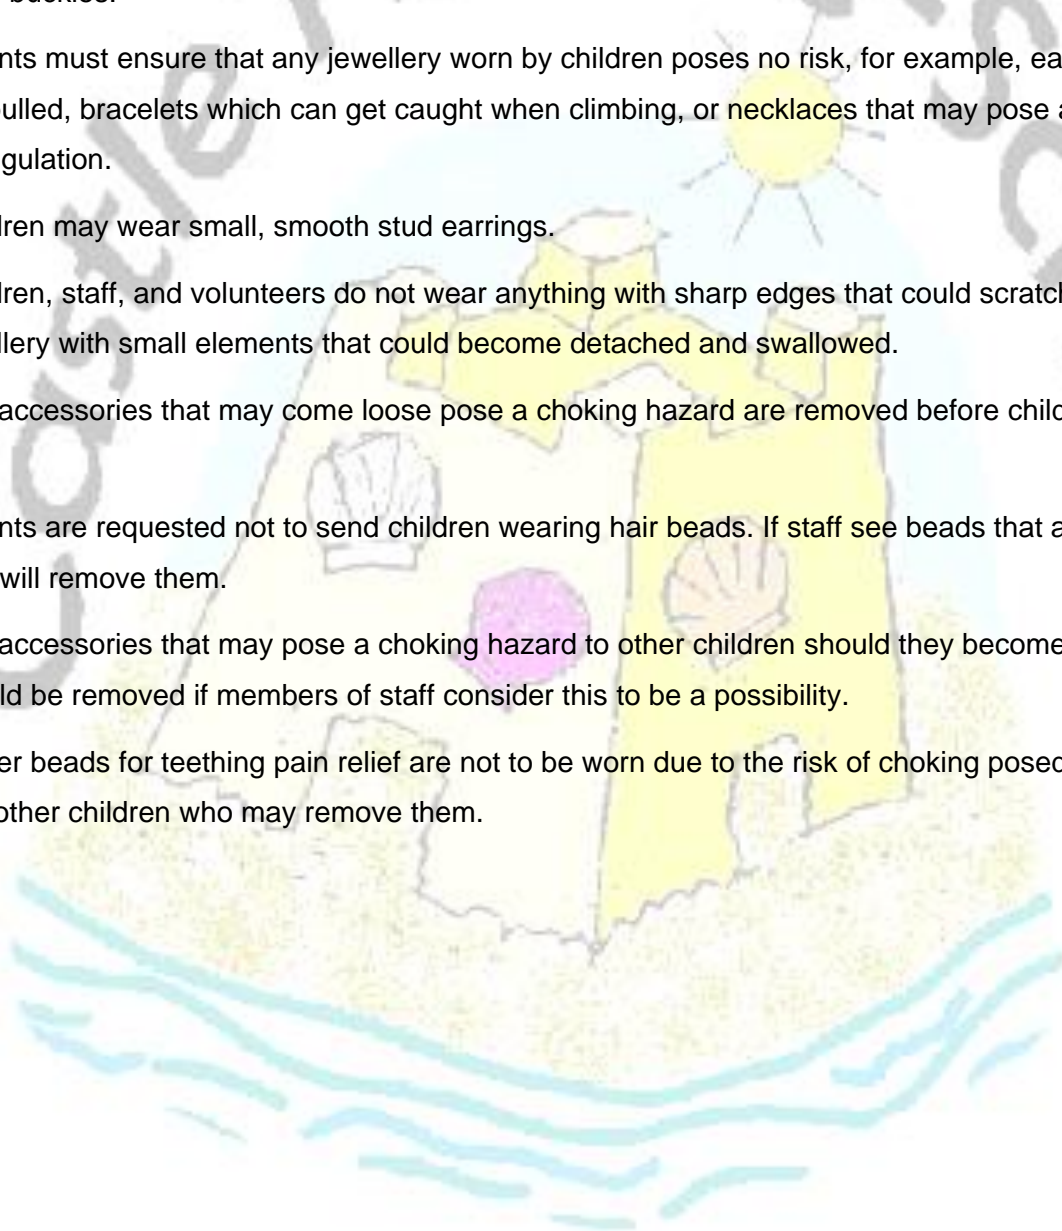 buckles.
nts must ensure that any jewellery worn by children poses no risk, for example, ea
ulled, bracelets which can get caught when climbing, or necklaces that may pose a
gulation.
dren may wear small, smooth stud earrings.
dren, staff, and volunteers do not wear anything with sharp edges that could scratch
llery with small elements that could become detached and swallowed.
accessories that may come loose pose a choking hazard are removed before child
nts are requested not to send children wearing hair beads. If staff see beads that a
will remove them.
accessories that may pose a choking hazard to other children should they become
ld be removed if members of staff consider this to be a possibility.
er beads for teething pain relief are not to be worn due to the risk of choking posed
other children who may remove them.
Castle